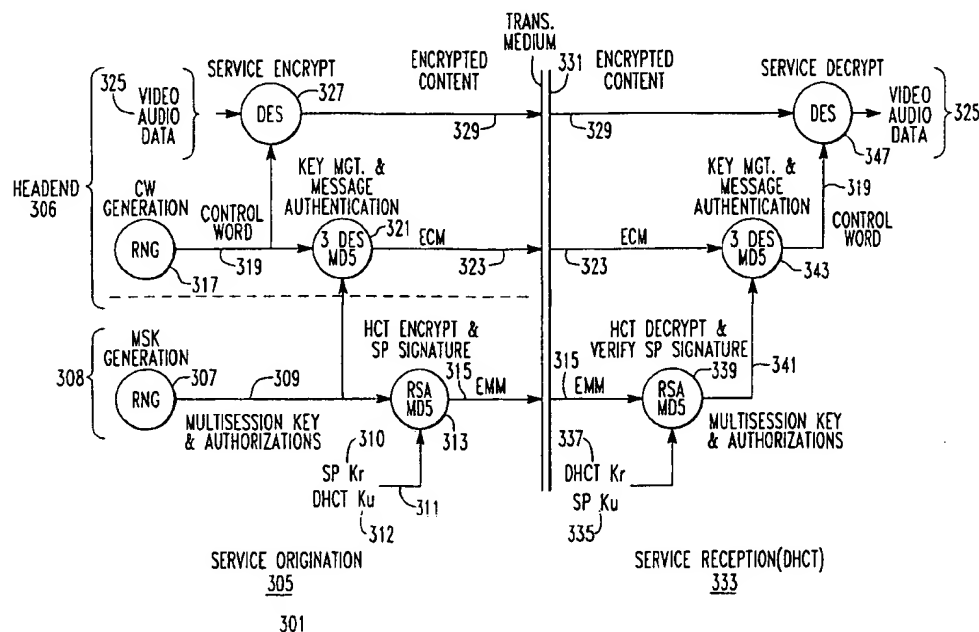 TRANS.
MEDIUM
331
325
VIDEO
AUDIO
DATA
SERVICE ENCRYPT
327
DES
ENCRYPTED
CONTENT
329
ENCRYPTED
CONTENT
329
SERVICE DECRYPT
DES
347
VIDEO
AUDIO
DATA
325
HEADEND
306
CW
GENERATION
RNG
317
CONTROL
WORD
319
KEY MGT. &
MESSAGE
AUTHENTICATION
321
3 DES
MD5
ECM
323
ECM
323
KEY MGT. &
MESSAGE
AUTHENTICATION
3 DES
MD5
343
319
CONTROL
WORD
308
MSK
GENERATION
307
RNG
309
MULTISESSION KEY
& AUTHORIZATIONS
HCT ENCRYPT &
SP SIGNATURE
315
RSA
MD5
EMM
313
310
SP Kr
DHCT Ku
311
312
HCT DECRYPT &
VERIFY SP SIGNATURE
315
EMM
339
RSA
MD5
341
MULTISESSION KEY
& AUTHORIZATIONS
337
DHCT Kr
SP Ku
335
SERVICE ORIGINATION
305
SERVICE RECEPTION(DHCT)
333
301